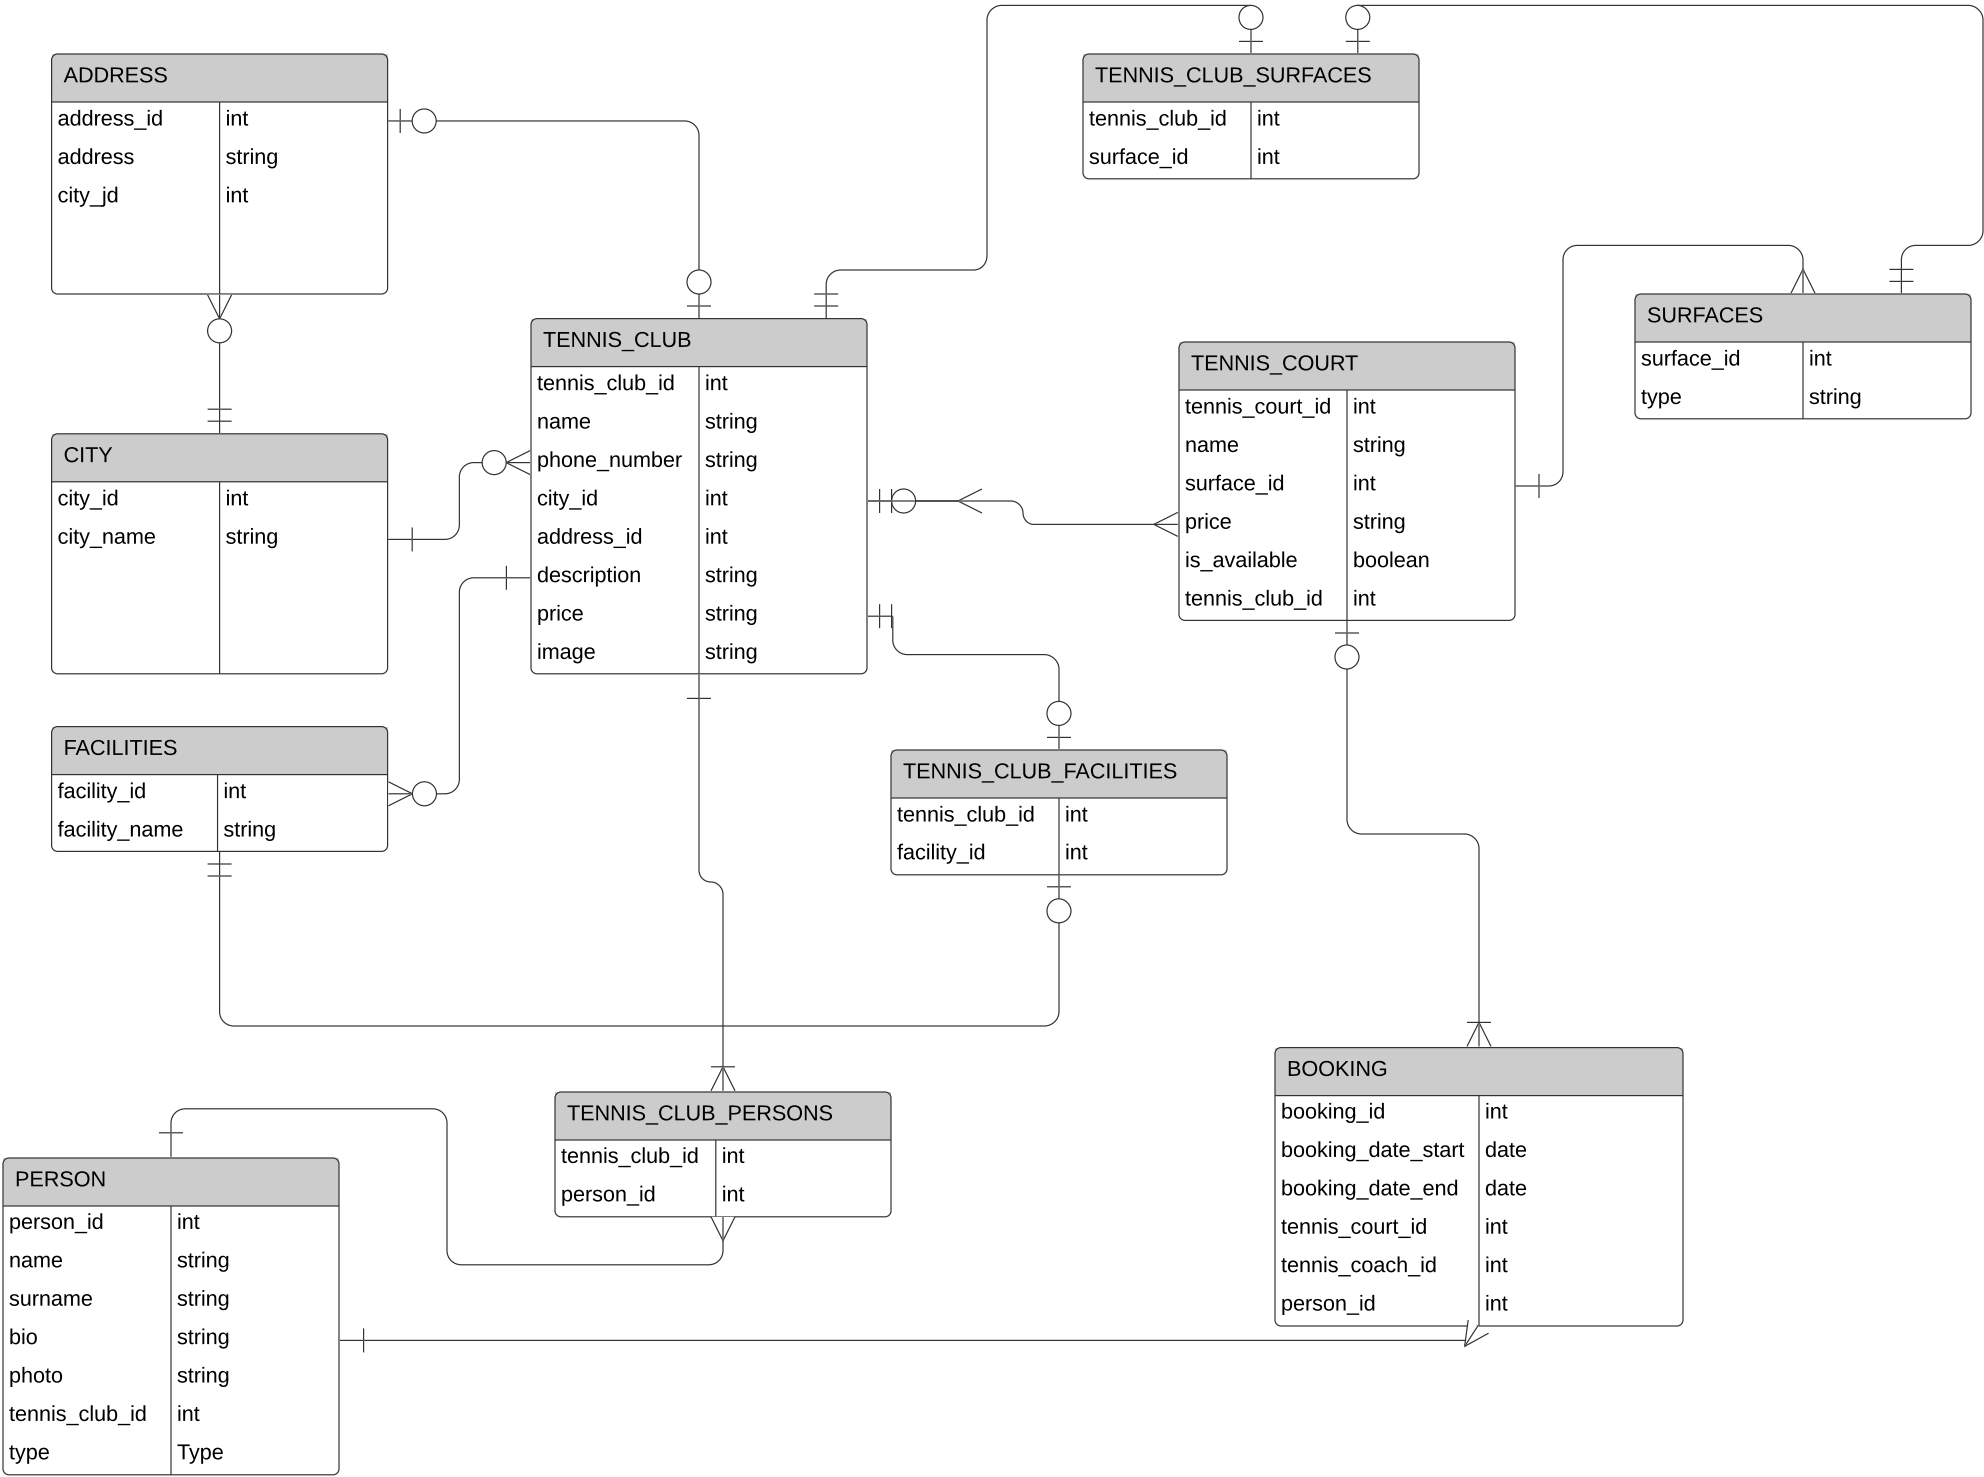 ADDRESS
address_id int
address string
city_jd int
TENNIS_CLUB_SURFACES
tennis_club_id int
surface_id int
SURFACES
surface_id int
type string
TENNIS_CLUB
tennis_club_id int
name string
phone_number string
city_id int
address_id int
description string
price string
image string
TENNIS_COURT
tennis_court_id int
name string
surface_id int
price string
is_available boolean
tennis_club_id int
CITY
city_id int
city_name string
FACILITIES
facility_id int
facility_name string
TENNIS_CLUB_FACILITIES
tennis_club_id int
facility_id int
TENNIS_CLUB_PERSONS
tennis_club_id int
person_id int
BOOKING
booking_id int
booking_date_start date
booking_date_end date
tennis_court_id int
tennis_coach_id int
person_id int
PERSON
person_id int
name string
surname string
bio string
photo string
tennis_club_id int
type Type